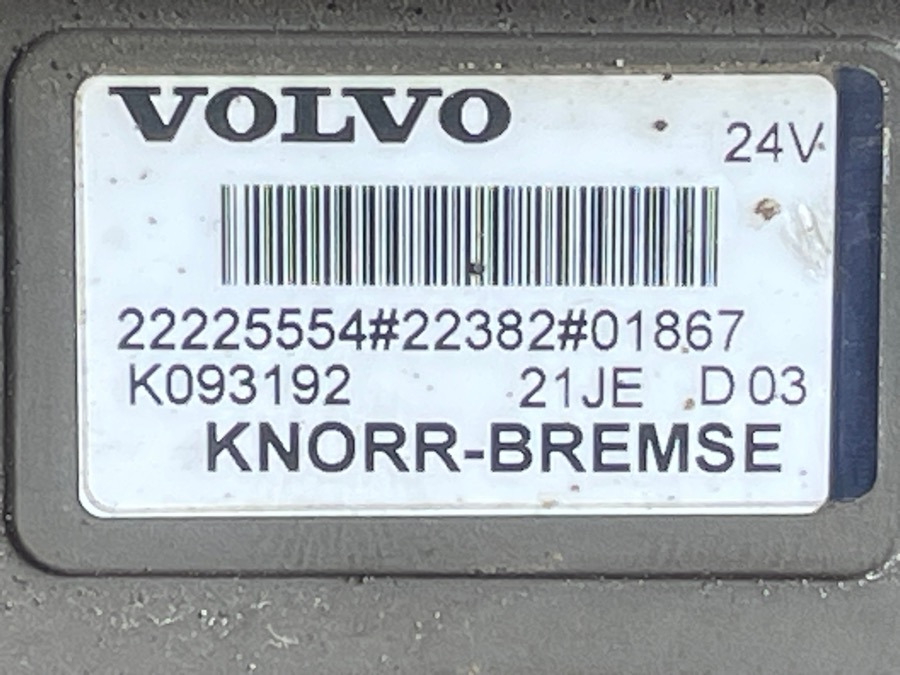 VOLVO
24V
22225554#22382#01867
K093192 21JE D 03
KNORR-BREMSE